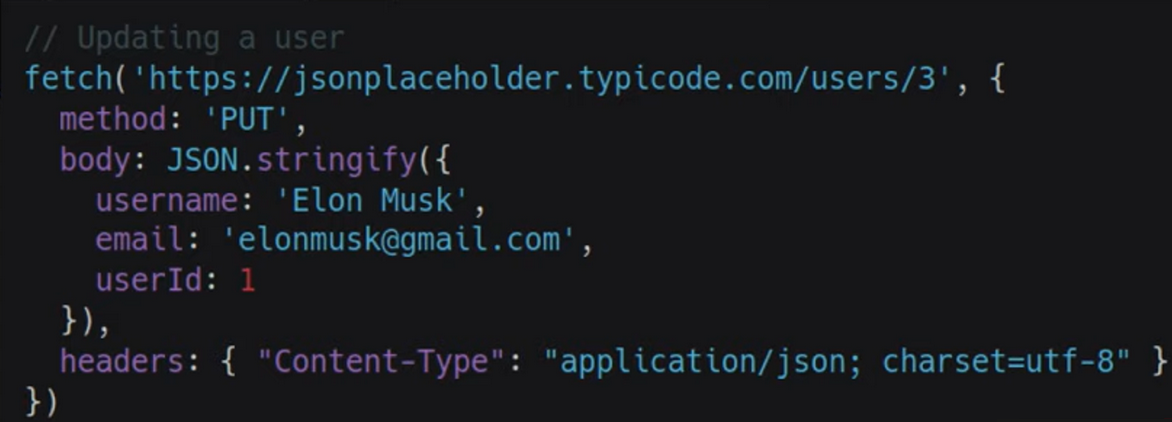 // Updating a user
fetch('https://jsonplaceholder.typicode.com/users/3', {
  method: 'PUT',
  body: JSON.stringify({
    username: 'Elon Musk',
    email: 'elonmusk@gmail.com',
    userId: 1
  }),
  headers: { "Content-Type": "application/json; charset=utf-8" }
})